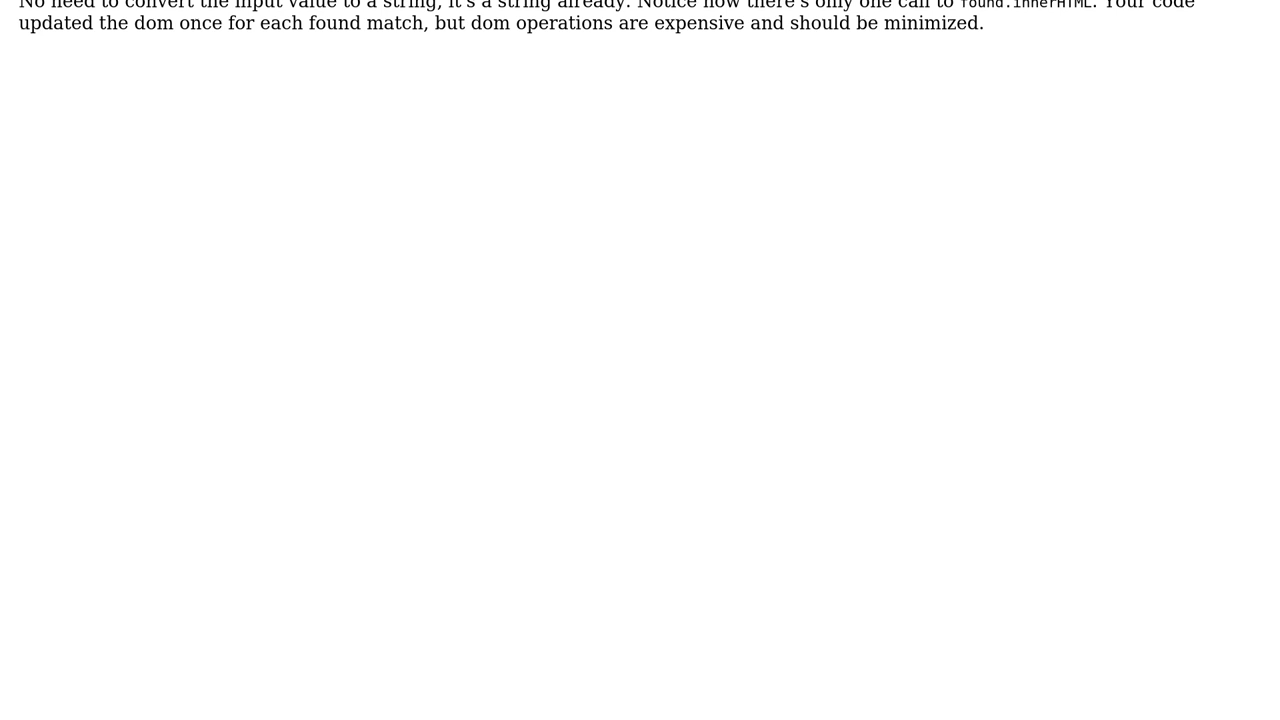 No need to convert the input value to a string, it's a string already. Notice how there's only one call to found.innerHTML. Your code
updated the dom once for each found match, but dom operations are expensive and should be minimized.